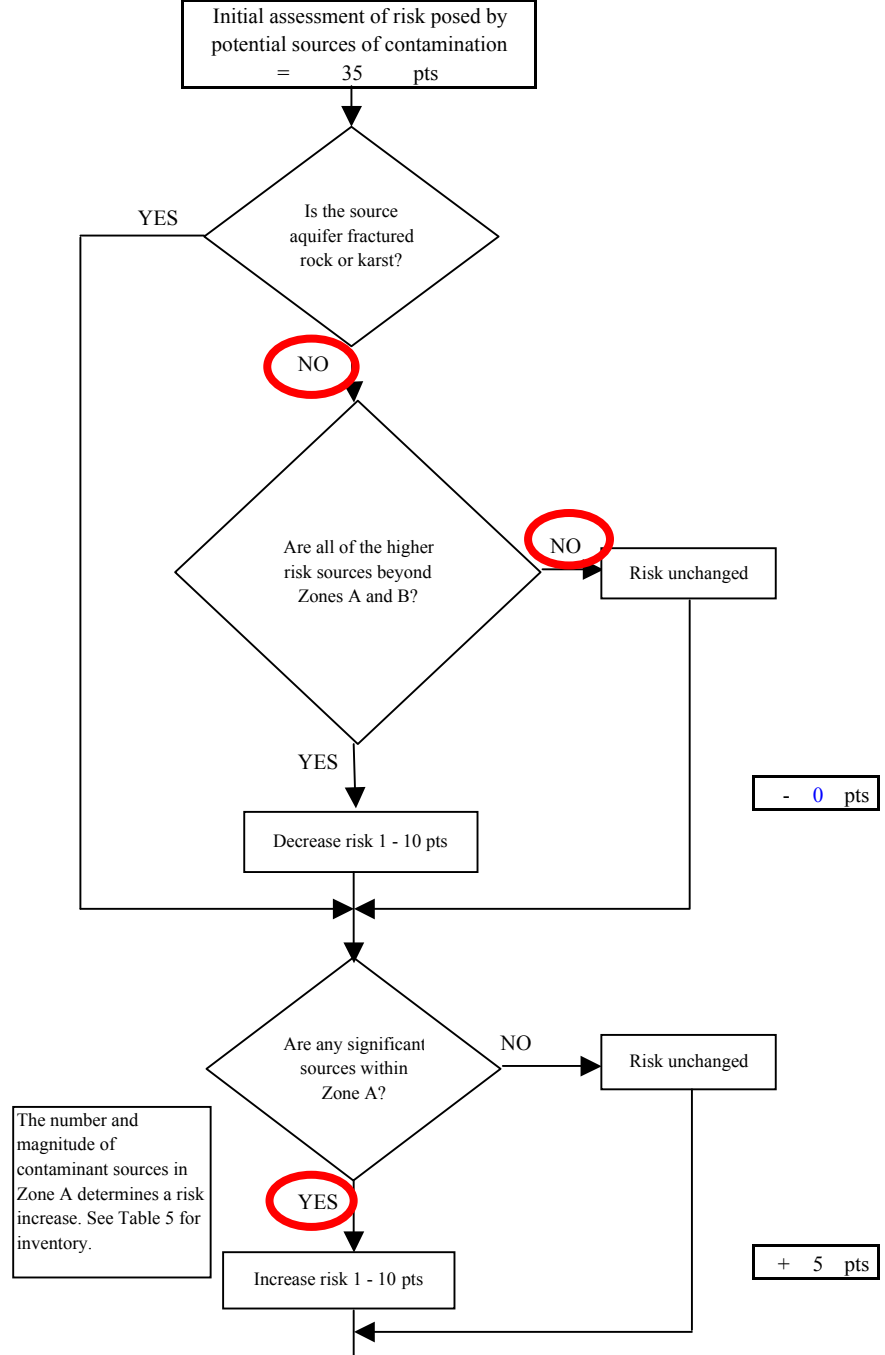 Initial assessment of risk posed by
potential sources of contamination
= 35 pts
YES
Is the source
aquifer fractured
rock or karst?
NO
Are all of the higher
risk sources beyond
Zones A and B?
NO
Risk unchanged
YES
- 0 pts
Decrease risk 1 - 10 pts
Are any significant
sources within
Zone A?
NO
Risk unchanged
The number and
magnitude of
contaminant sources in
Zone A determines a risk
increase. See Table 5 for
inventory.
YES
+ 5 pts
Increase risk 1 - 10 pts